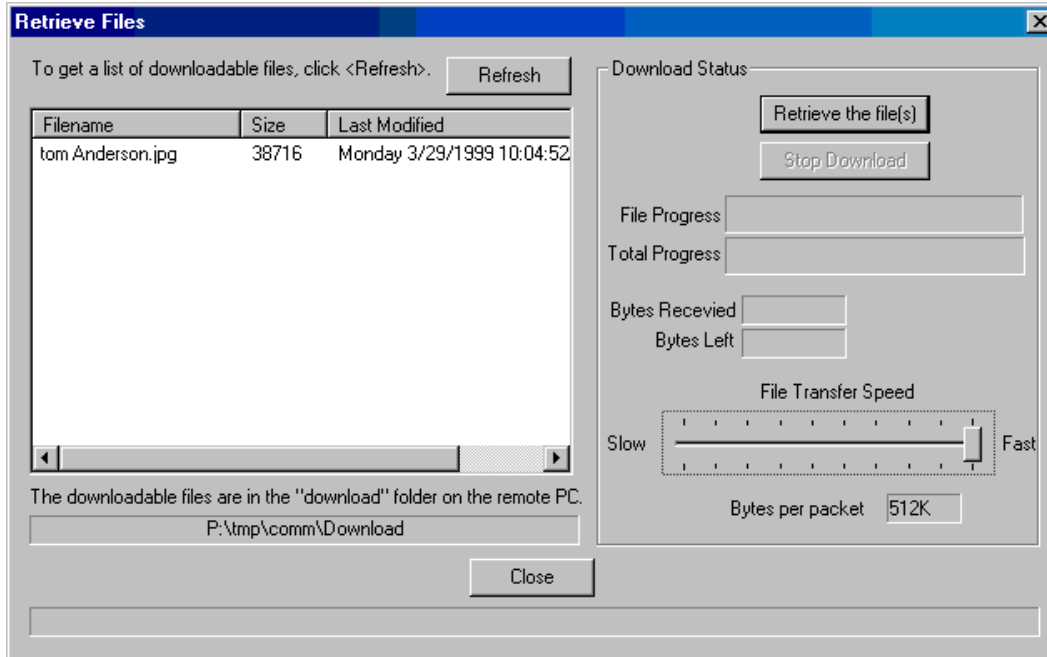 Retrieve Files
To get a list of downloadable files, click <Refresh>.
Refresh
Filename Size Last Modified
tom Anderson.jpg 38716 Monday 3/29/1999 10:04:52
The downloadable files are in the "download" folder on the remote PC.
P:\tmp\comm\Download
Download Status
Retrieve the file(s)
Stop Download
File Progress
Total Progress
Bytes Recevied
Bytes Left
File Transfer Speed
Slow Fast
Bytes per packet 512K
Close